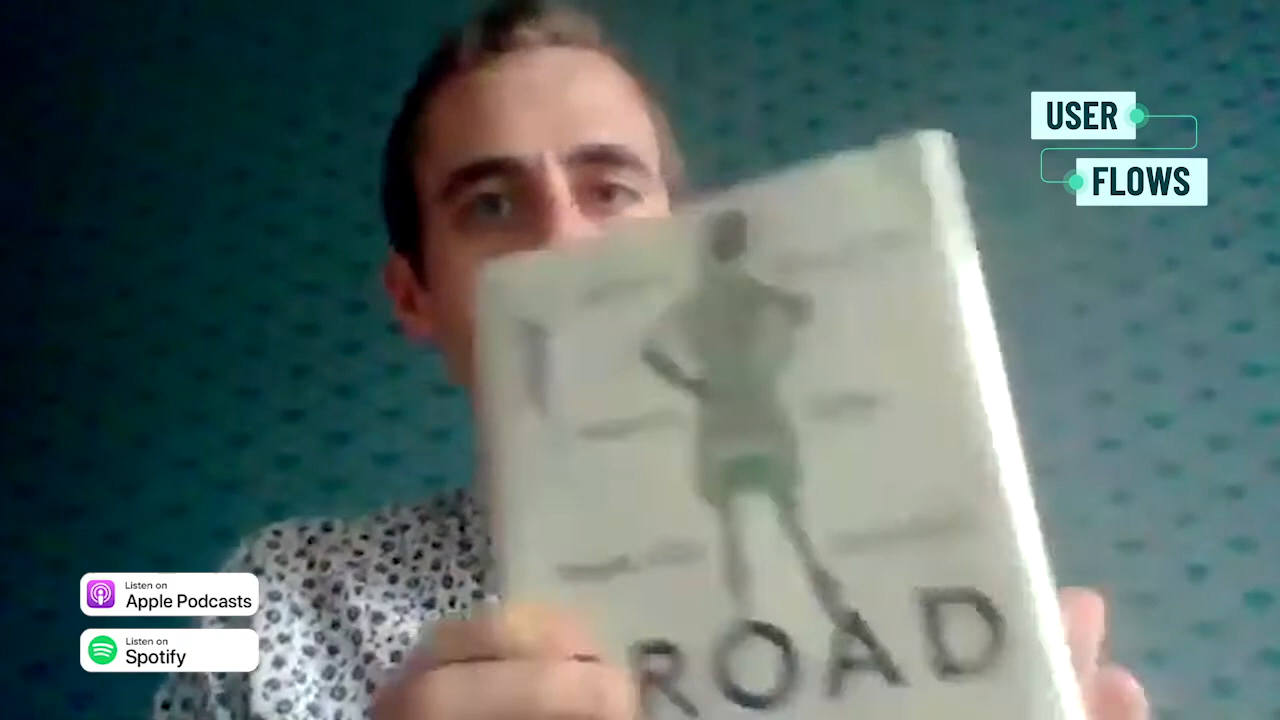 USER
FLOWS
Listen on
Apple Podcasts
Listen on
Spotify
ROAD